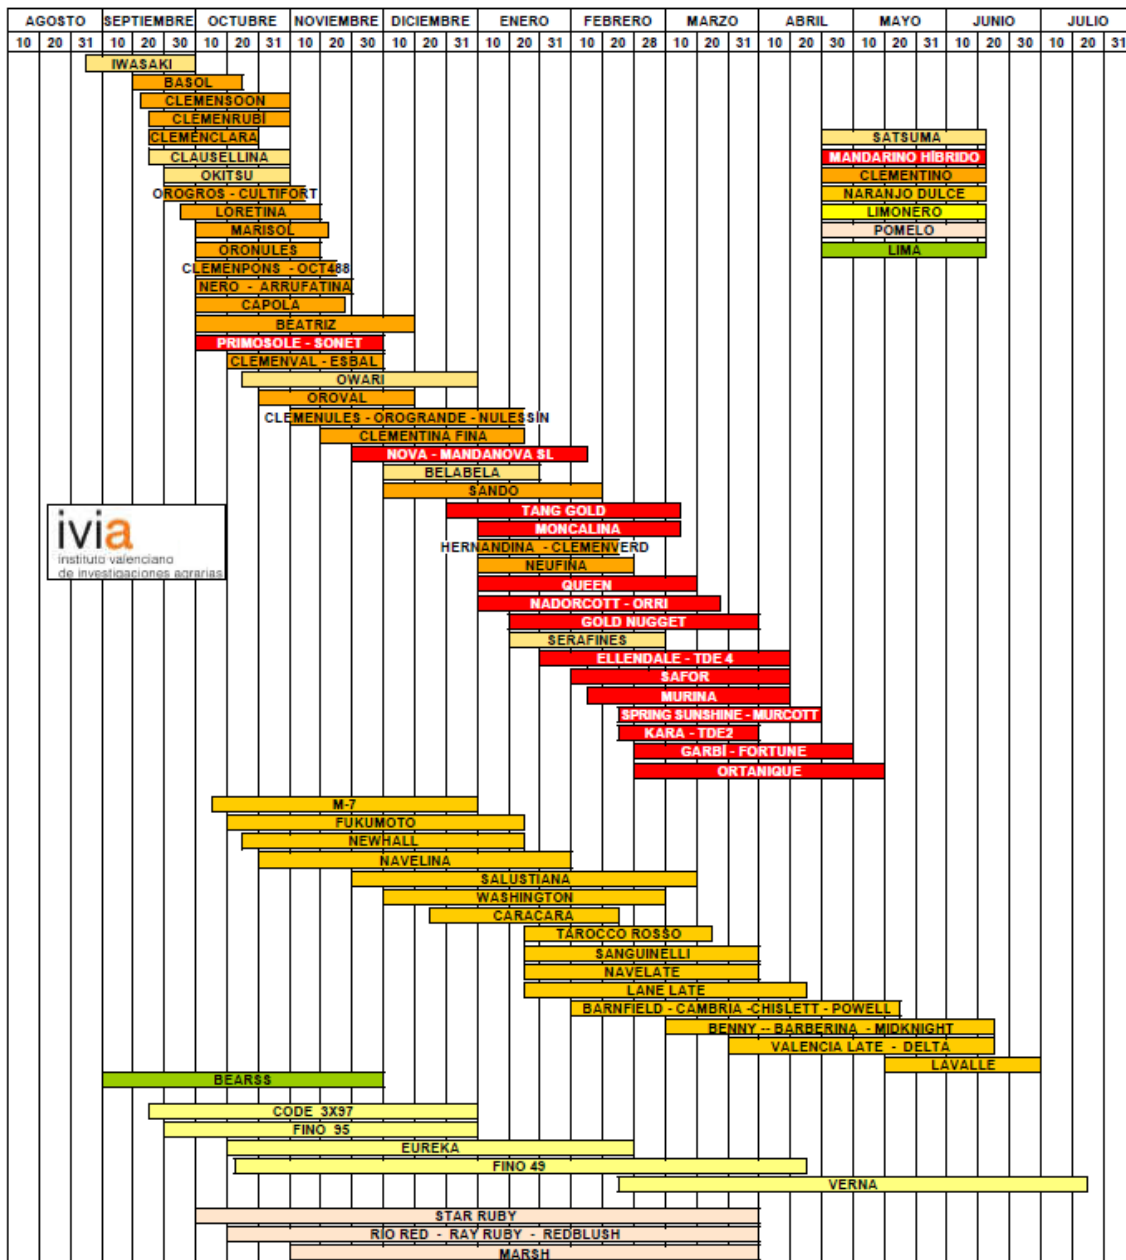 AGOSTO SEPTIEMBRE OCTUBRE NOVIEMBRE DICIEMBRE ENERO FEBRERO MARZO ABRIL MAYO JUNIO JULIO
10 20 31 10 20 30 10 20 31 10 20 30 10 20 31 10 20 31 10 20 28 10 20 31 10 20 30 10 20 31 10 20 30 10 20 31
IWASAKI
BASOL
CLEMENSOON
CLEMENRUBÍ
CLEMENCLARA SATSUMA
CLAUSELLINA MANDARINO HÍBRIDO
OKITSU CLEMENTINO
OROGROS - CULTIFORT NARANJO DULCE
LORETINA LIMONERO
MARISOL POMELO
ORONULES LIMA
CLEMENPONS - OCT488
NERO - ARRUFATINA
CAPOLA
BEATRIZ
PRIMOSOLE - SONET
CLEMENVAL - ESBAL
OWARI
OROVAL
CLEMENULES - OROGRANDE - NULESSÍN
CLEMENTINA FINA
NOVA - MANDANOVA SL
BELABELA
SANDO
TANG GOLD
ivia
instituto valenciano
de investigaciones agrarias
MONCALINA
HERNANDINA - CLEMENVERD
NEUFINA
QUEEN
NADORCOTT - ORRI
GOLD NUGGET
SERAFINES
ELLENDALE - TDE 4
SAFOR
MURINA
SPRING SUNSHINE - MURCOTT
KARA - TDE2
GARBÍ - FORTUNE
ORTANIQUE
M-7
FUKUMOTO
NEWHALL
NAVELINA
SALUSTIANA
WASHINGTON
CARACARA
TAROCCO ROSSO
SANGUINELLI
NAVELATE
LANE LATE
BARNFIELD - CAMBRIA -CHISLETT - POWELL
BENNY -- BARBERINA - MIDKNIGHT
VALENCIA LATE - DELTA
LAVALLE
BEARSS
CODE 3X97
FINO 95
EUREKA
FINO 49
VERNA
STAR RUBY
RÍO RED - RAY RUBY - REDBLUSH
MARSH